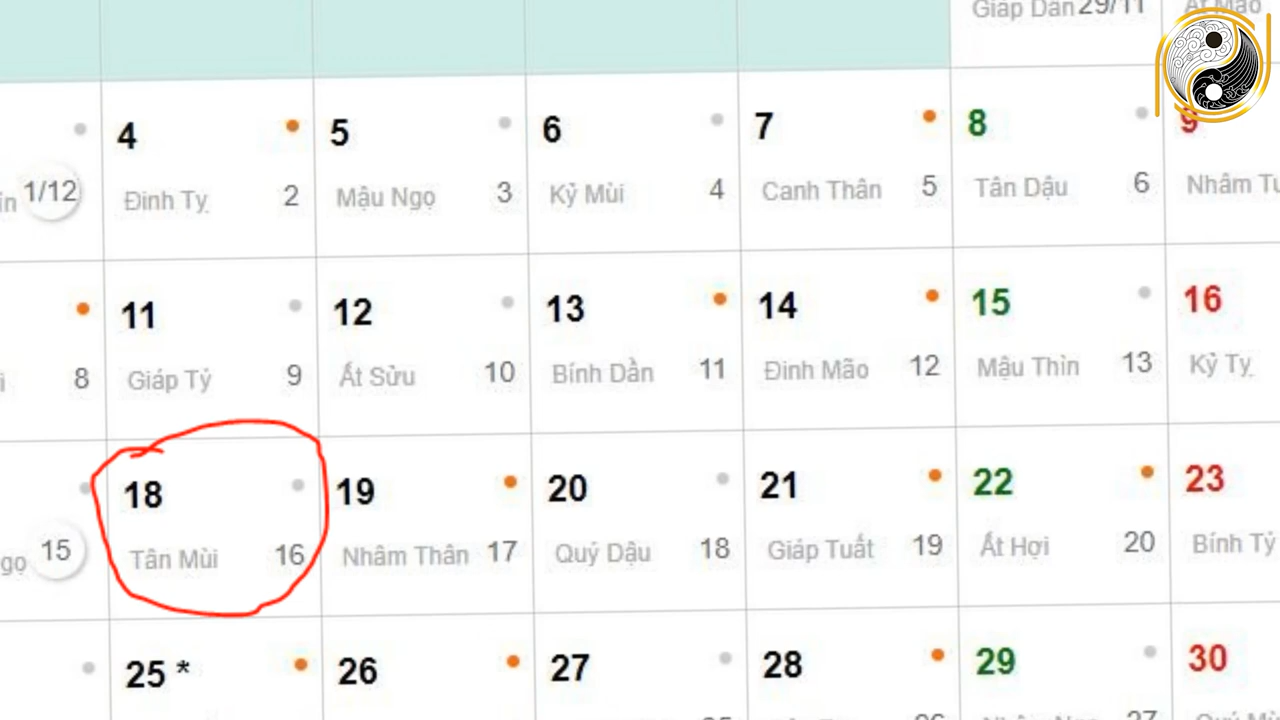 Giáp Dần 29/11 Ất Mão
4 5 6 7 8 9
1/12 Đinh Tỵ 2 Mậu Ngọ 3 Kỷ Mùi 4 Canh Thân 5 Tân Dậu 6
11 12 13 14 15 16
8 Giáp Tý 9 Ất Sửu 10 Bính Dần 11 Đinh Mão 12 Mậu Thìn 13 Kỷ Tỵ
18 19 20 21 22 23
15 Tân Mùi 16 Nhâm Thân 17 Quý Dậu 18 Giáp Tuất 19 Ất Hợi 20 Bính Tý
25 * 26 27 28 29 30